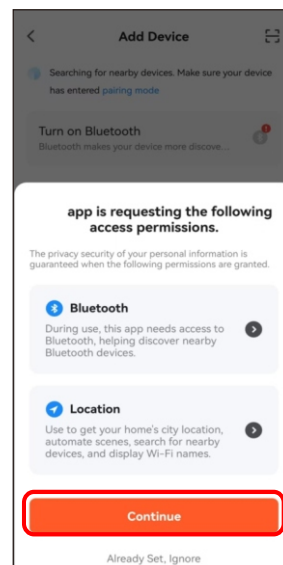 Add Device
Searching for nearby devices. Make sure your device
has entered pairing mode
Turn on Bluetooth
Bluetooth makes your device more discove...
app is requesting the following
access permissions.
The privacy security of your personal information is
guaranteed when the following permissions are granted.
Bluetooth
During use, this app needs access to
Bluetooth, helping discover nearby
Bluetooth devices.
Location
Use to get your home's city location,
automate scenes, search for nearby
devices, and display Wi-Fi names.
Continue
Already Set, Ignore